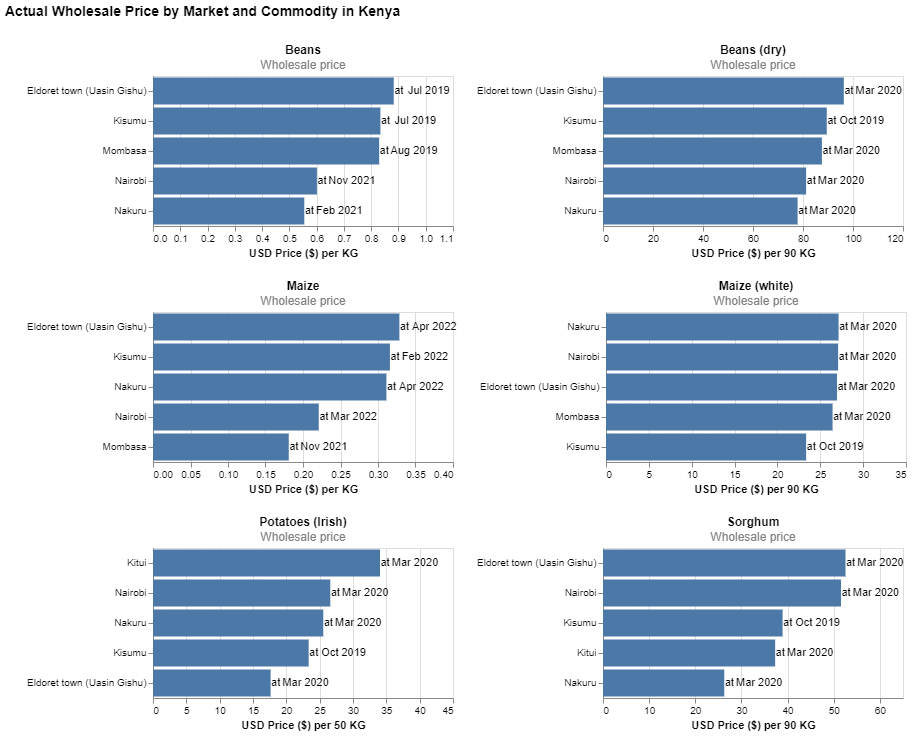 Actual Wholesale Price by Market and Commodity in Kenya
Beans
Wholesale price
Eldoret town (Uasin Gishu)
at Jul 2019
Kisumu
at Jul 2019
Mombasa
at Aug 2019
Nairobi
at Nov 2021
Nakuru
at Feb 2021
0.0 0.1 0.2 0.3 0.4 0.5 0.6 0.7 0.8 0.9 1.0 1.1
USD Price ($) per KG
Beans (dry)
Wholesale price
Eldoret town (Uasin Gishu)
at Mar 2020
Kisumu
at Oct 2019
Mombasa
at Mar 2020
Nairobi
at Mar 2020
Nakuru
at Mar 2020
0 20 40 60 80 100 120
USD Price ($) per 90 KG
Maize
Wholesale price
Eldoret town (Uasin Gishu)
at Apr 2022
Kisumu
at Feb 2022
Nakuru
at Apr 2022
Nairobi
at Mar 2022
Mombasa
at Nov 2021
0.00 0.05 0.10 0.15 0.20 0.25 0.30 0.35 0.40
USD Price ($) per KG
Maize (white)
Wholesale price
Nakuru
at Mar 2020
Nairobi
at Mar 2020
Eldoret town (Uasin Gishu)
at Mar 2020
Mombasa
at Mar 2020
Kisumu
at Oct 2019
0 5 10 15 20 25 30 35
USD Price ($) per 90 KG
Potatoes (Irish)
Wholesale price
Kitui
at Mar 2020
Nairobi
at Mar 2020
Nakuru
at Mar 2020
Kisumu
at Oct 2019
Eldoret town (Uasin Gishu)
at Mar 2020
0 5 10 15 20 25 30 35 40 45
USD Price ($) per 50 KG
Sorghum
Wholesale price
Eldoret town (Uasin Gishu)
at Mar 2020
Nairobi
at Mar 2020
Kisumu
at Oct 2019
Kitui
at Mar 2020
Nakuru
at Mar 2020
0 10 20 30 40 50 60
USD Price ($) per 90 KG